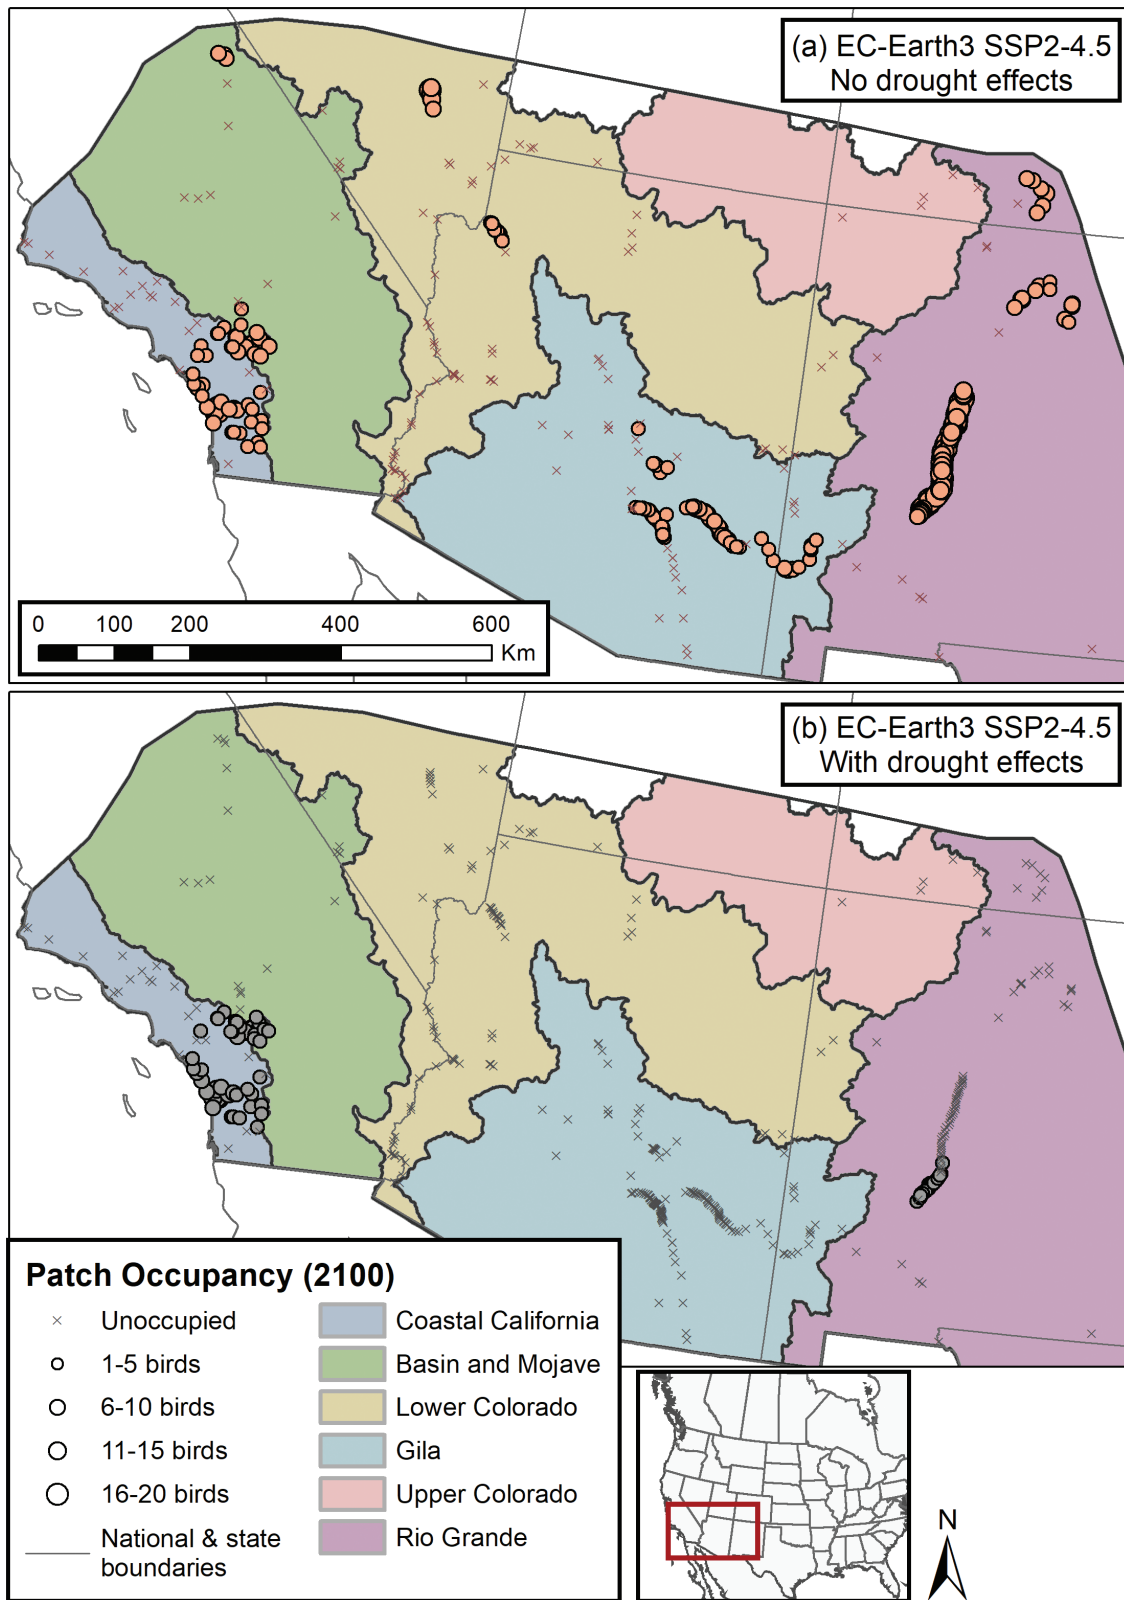 (a) EC-Earth3 SSP2-4.5
No drought effects
0 100 200 400 600
Km
(b) EC-Earth3 SSP2-4.5
With drought effects
Patch Occupancy (2100)
Unoccupied
1-5 birds
6-10 birds
11-15 birds
16-20 birds
National & state
boundaries
Coastal California
Basin and Mojave
Lower Colorado
Gila
Upper Colorado
Rio Grande
N